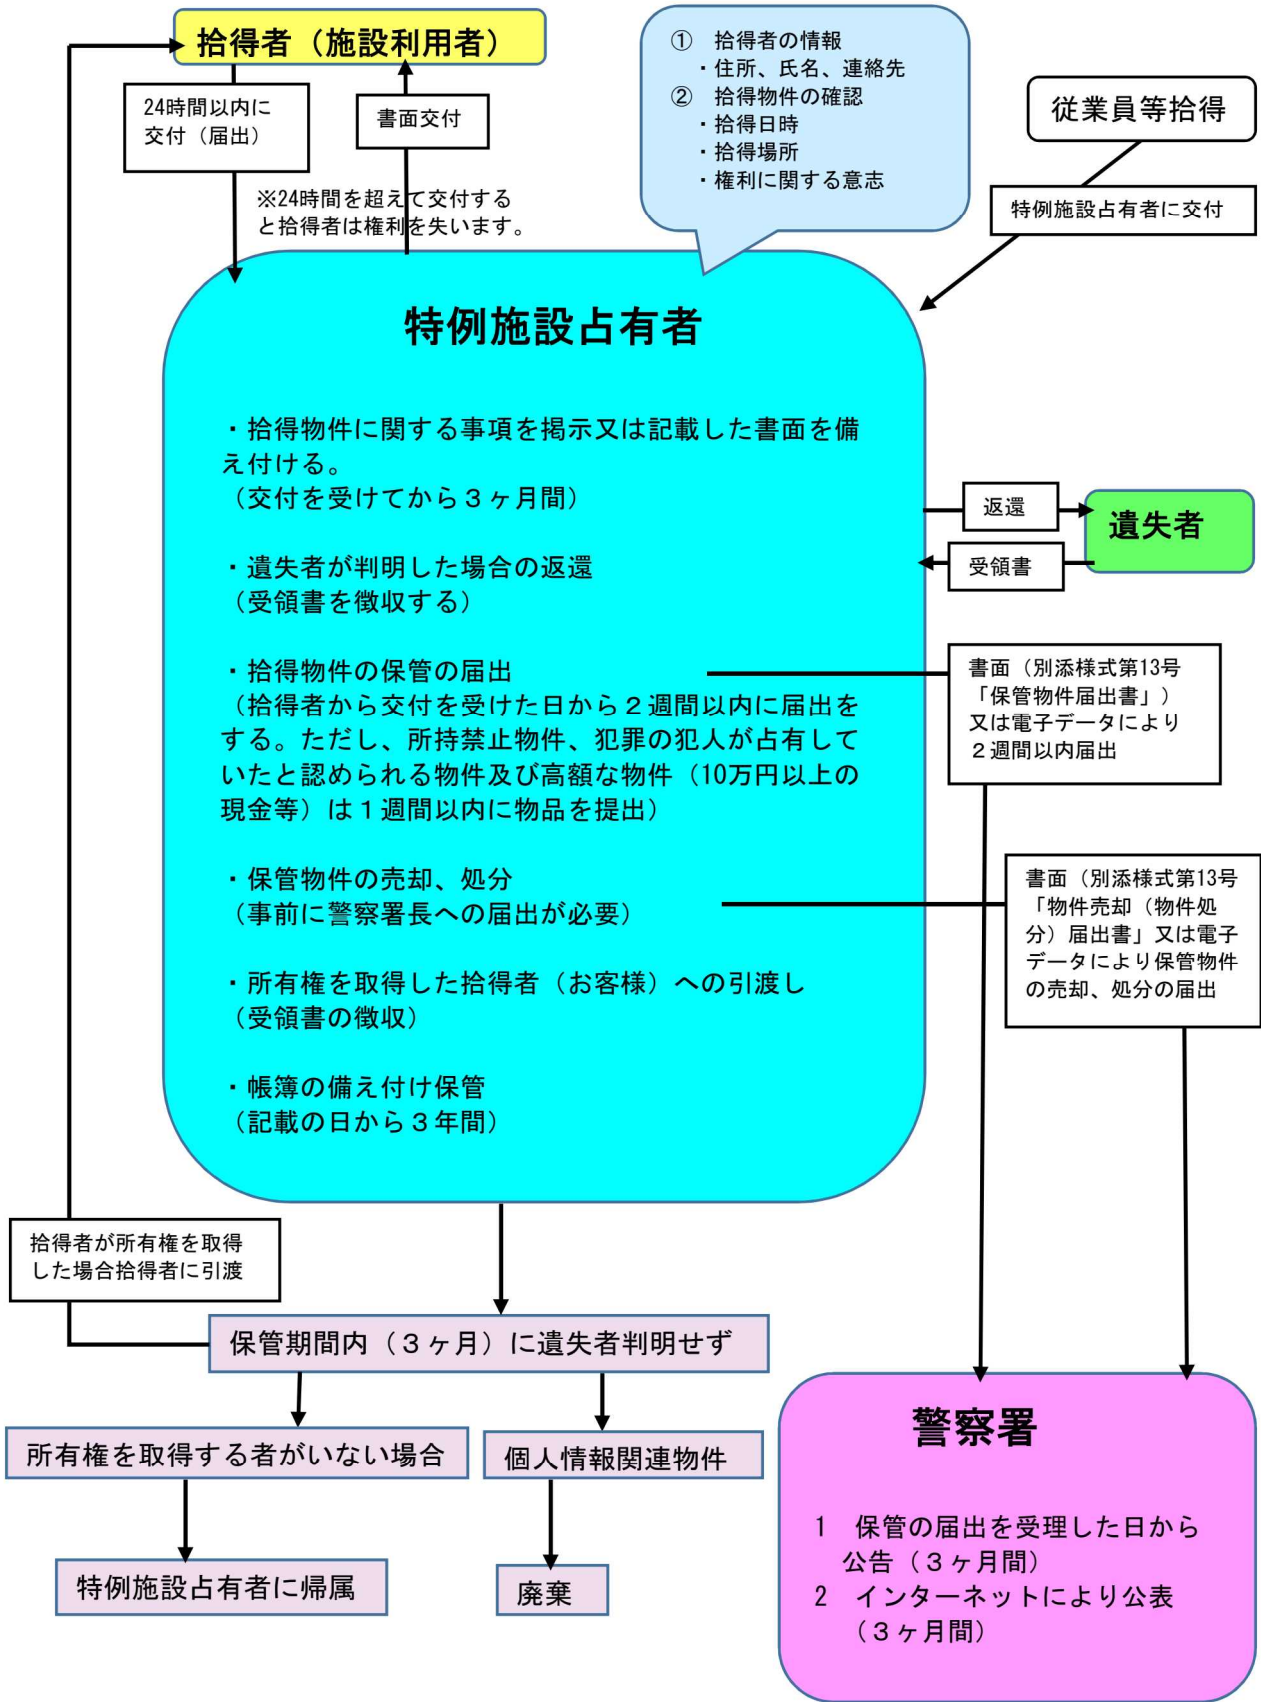 拾得者（施設利用者）
24時間以内に
交付（届出）
書面交付
※24時間を超えて交付する
と拾得者は権利を失います。
①　拾得者の情報
・住所、氏名、連絡先
②　拾得物件の確認
・拾得日時
・拾得場所
・権利に関する意志
従業員等拾得
特例施設占有者に交付
特例施設占有者
・拾得物件に関する事項を掲示又は記載した書面を備
え付ける。
（交付を受けてから３ヶ月間）
・遺失者が判明した場合の返還
（受領書を徴収する）
・拾得物件の保管の届出
（拾得者から交付を受けた日から２週間以内に届出を
する。ただし、所持禁止物件、犯罪の犯人が占有して
いたと認められる物件及び高額な物件（10万円以上の
現金等）は１週間以内に物品を提出）
・保管物件の売却、処分
（事前に警察署長への届出が必要）
・所有権を取得した拾得者（お客様）への引渡し
（受領書の徴収）
・帳簿の備え付け保管
（記載の日から３年間）
返還
受領書
遺失者
書面（別添様式第13号
「保管物件届出書」）
又は電子データにより
２週間以内届出
書面（別添様式第13号
「物件売却（物件処
分）届出書」又は電子
データにより保管物件
の売却、処分の届出
拾得者が所有権を取得
した場合拾得者に引渡
保管期間内（３ヶ月）に遺失者判明せず
所有権を取得する者がいない場合
個人情報関連物件
特例施設占有者に帰属
廃棄
警察署
1　保管の届出を受理した日から
公告（３ヶ月間）
2　インターネットにより公表
（３ヶ月間）